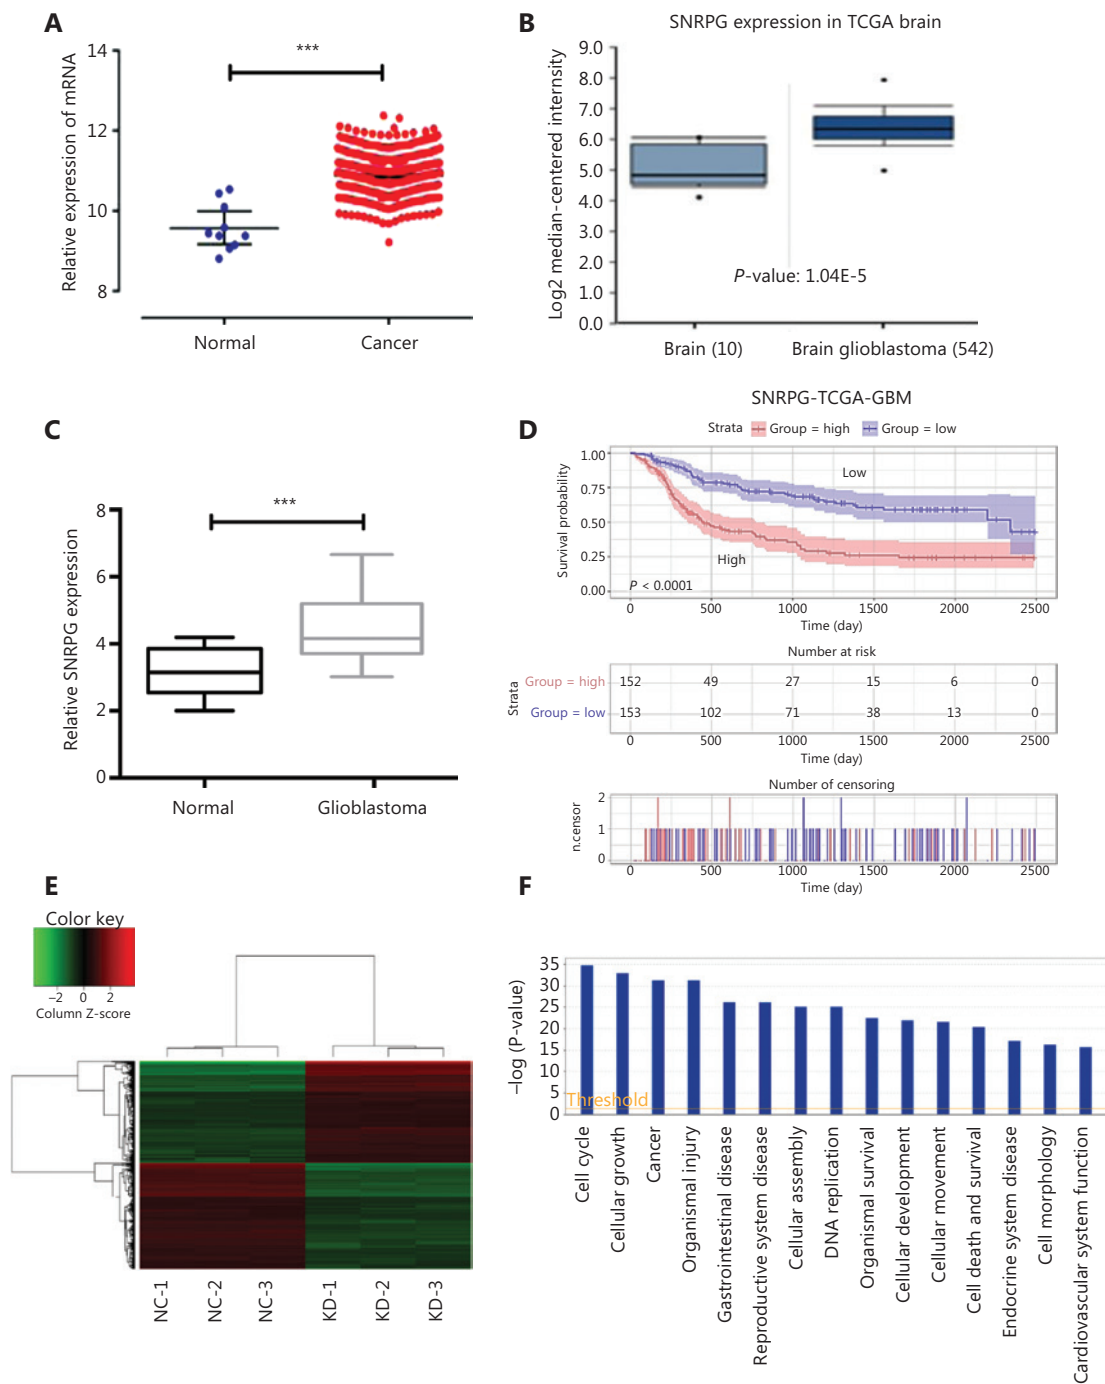 A
***
Relative expression of mRNA
14
12
10
8
Normal
Cancer
B
SNRPG expression in TCGA brain
Log2 median-centered internsity
9.0
8.0
7.0
6.0
5.0
4.0
3.0
2.0
1.0
0.0
P-value: 1.04E-5
Brain (10)
Brain glioblastoma (542)
C
***
Relative SNRPG expression
8
6
4
2
0
Normal
Glioblastoma
D
SNRPG-TCGA-GBM
Strata Group = high Group = low
Survival probability
1.00
0.75
0.50
0.25
0.00
Low
High
P < 0.0001
0 500 1000 1500 2000 2500
Time (day)
Number at risk
Strata
Group = high 152 49 27 15 6 0
Group = low 153 102 71 38 13 0
0 500 1000 1500 2000 2500
Time (day)
Number of censoring
n.censor
2
1
0
0 500 1000 1500 2000 2500
Time (day)
E
Color key
−2 0 2
Column Z-score
NC-1
NC-2
NC-3
KD-1
KD-2
KD-3
F
−log (P-value)
35
30
25
20
15
10
5
0
Threshold
Cell cycle
Cellular growth
Cancer
Organismal injury
Gastrointestinal disease
Reproductive system disease
Cellular assembly
DNA replication
Organismal survival
Cellular development
Cellular movement
Cell death and survival
Endocrine system disease
Cell morphology
Cardiovascular system function